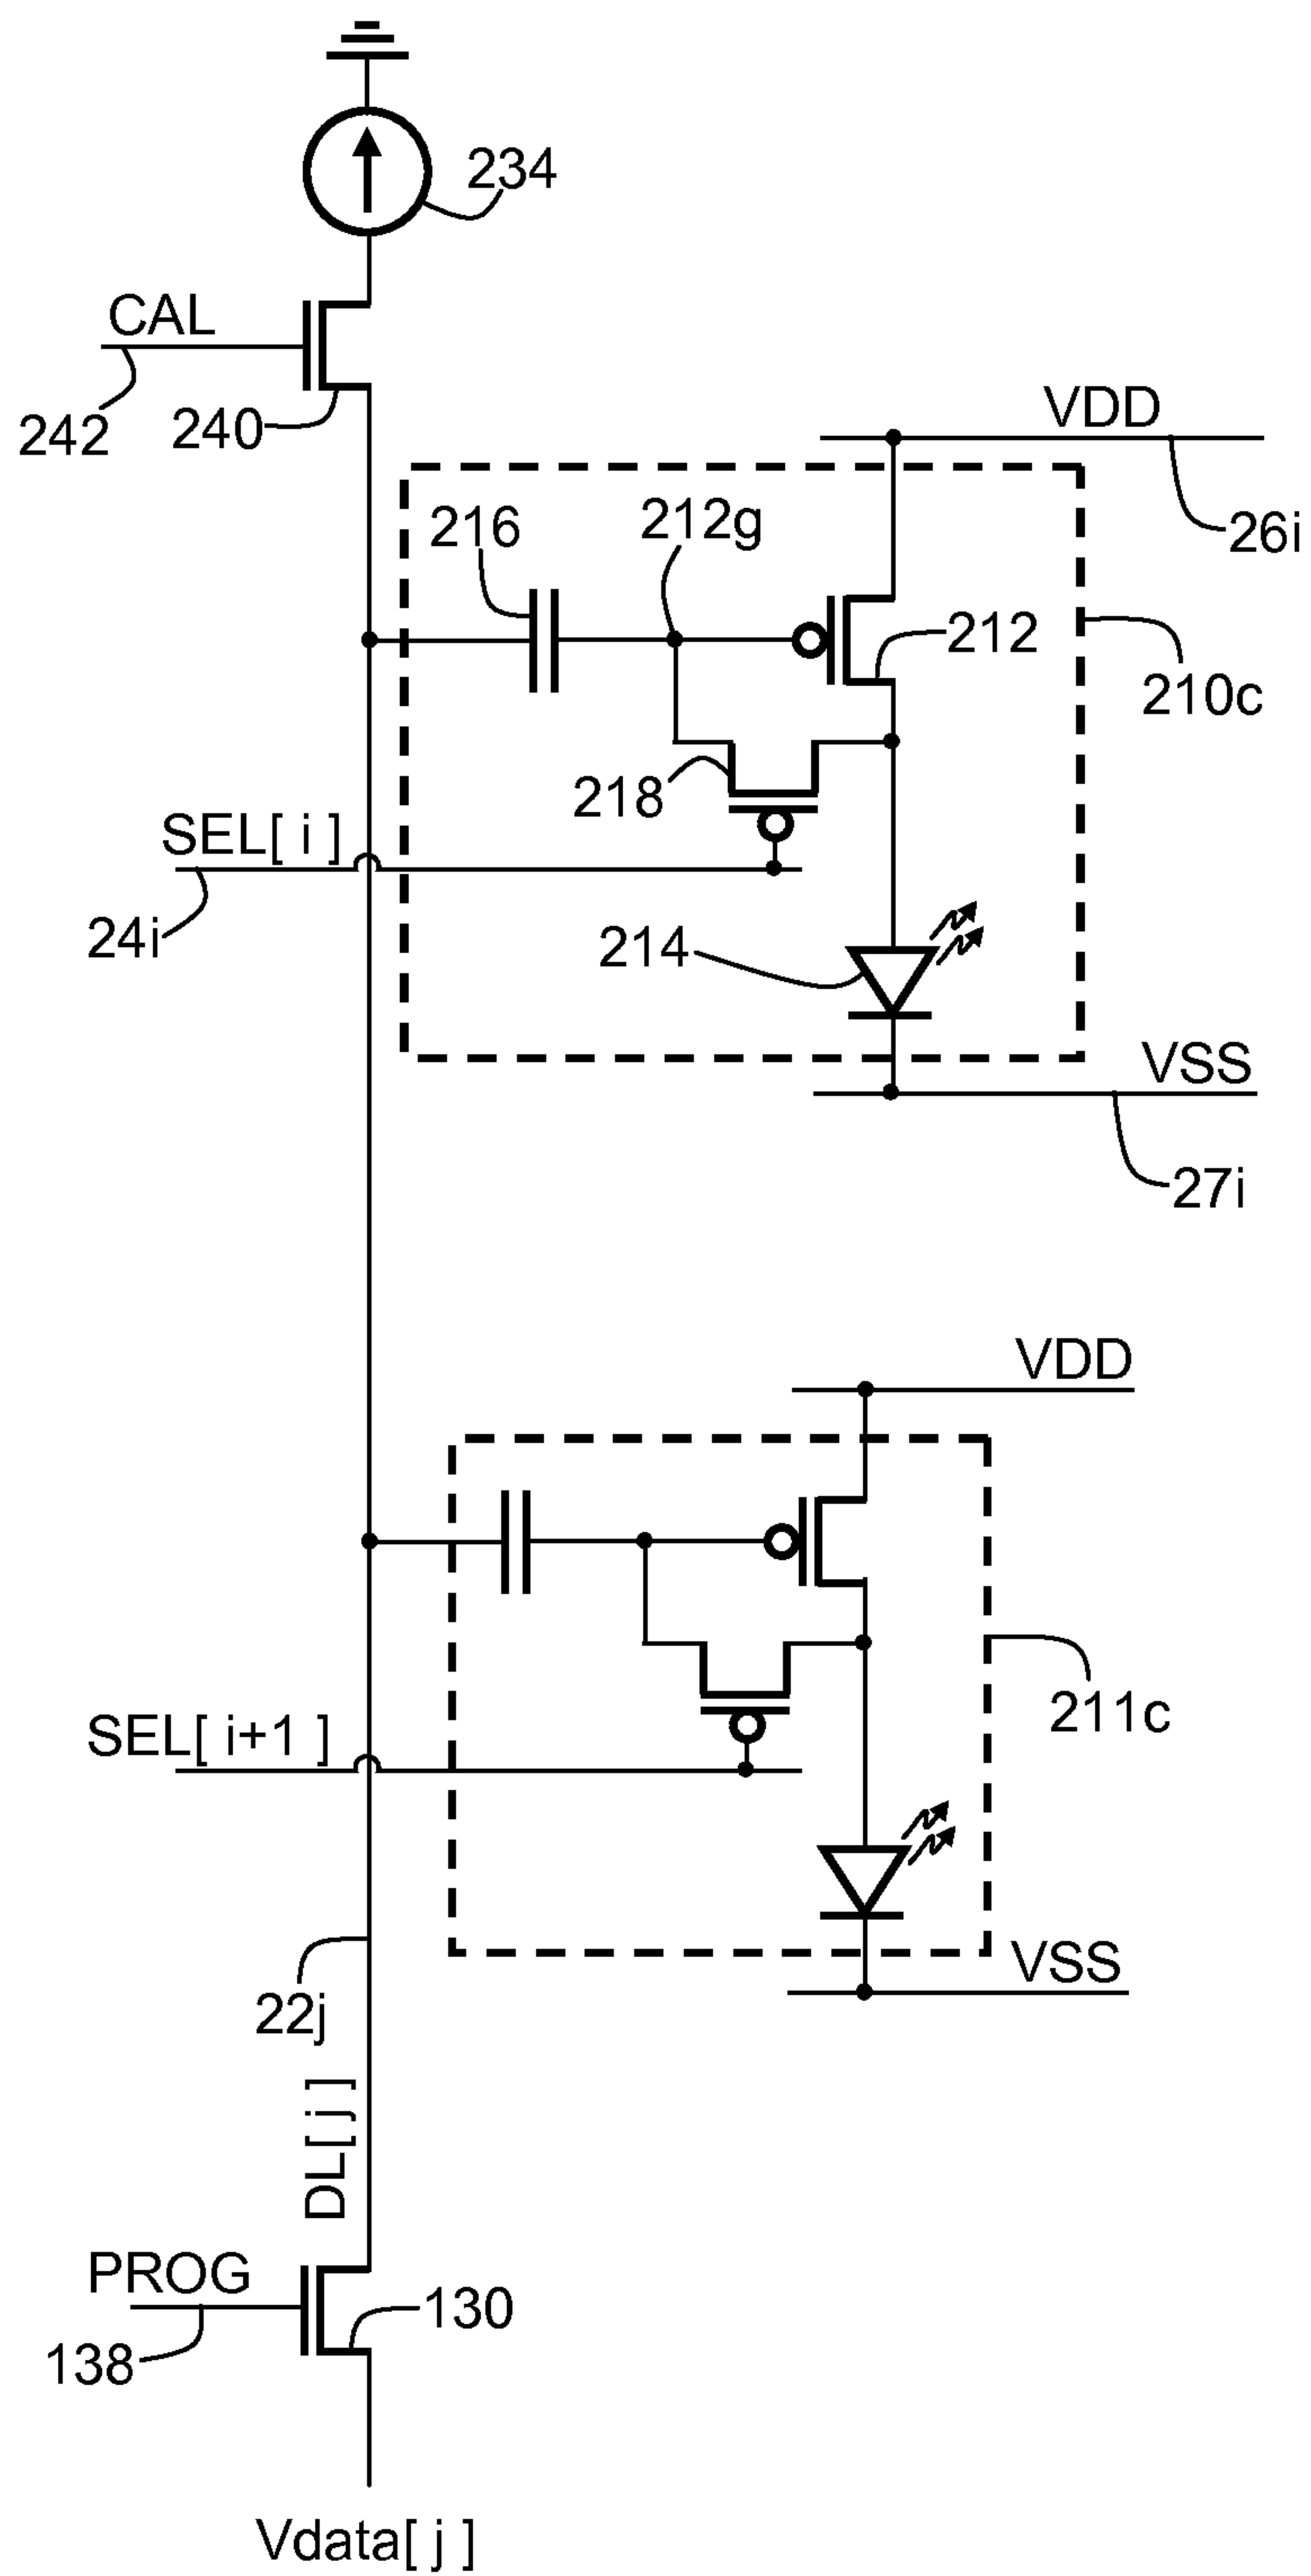 234
CAL
242
240
VDD
26i
216
212g
212
210c
218
SEL[ i ]
24i
214
VSS
27i
VDD
211c
SEL[ i+1 ]
VSS
22j
DL[ j ]
PROG
130
138
Vdata[ j ]